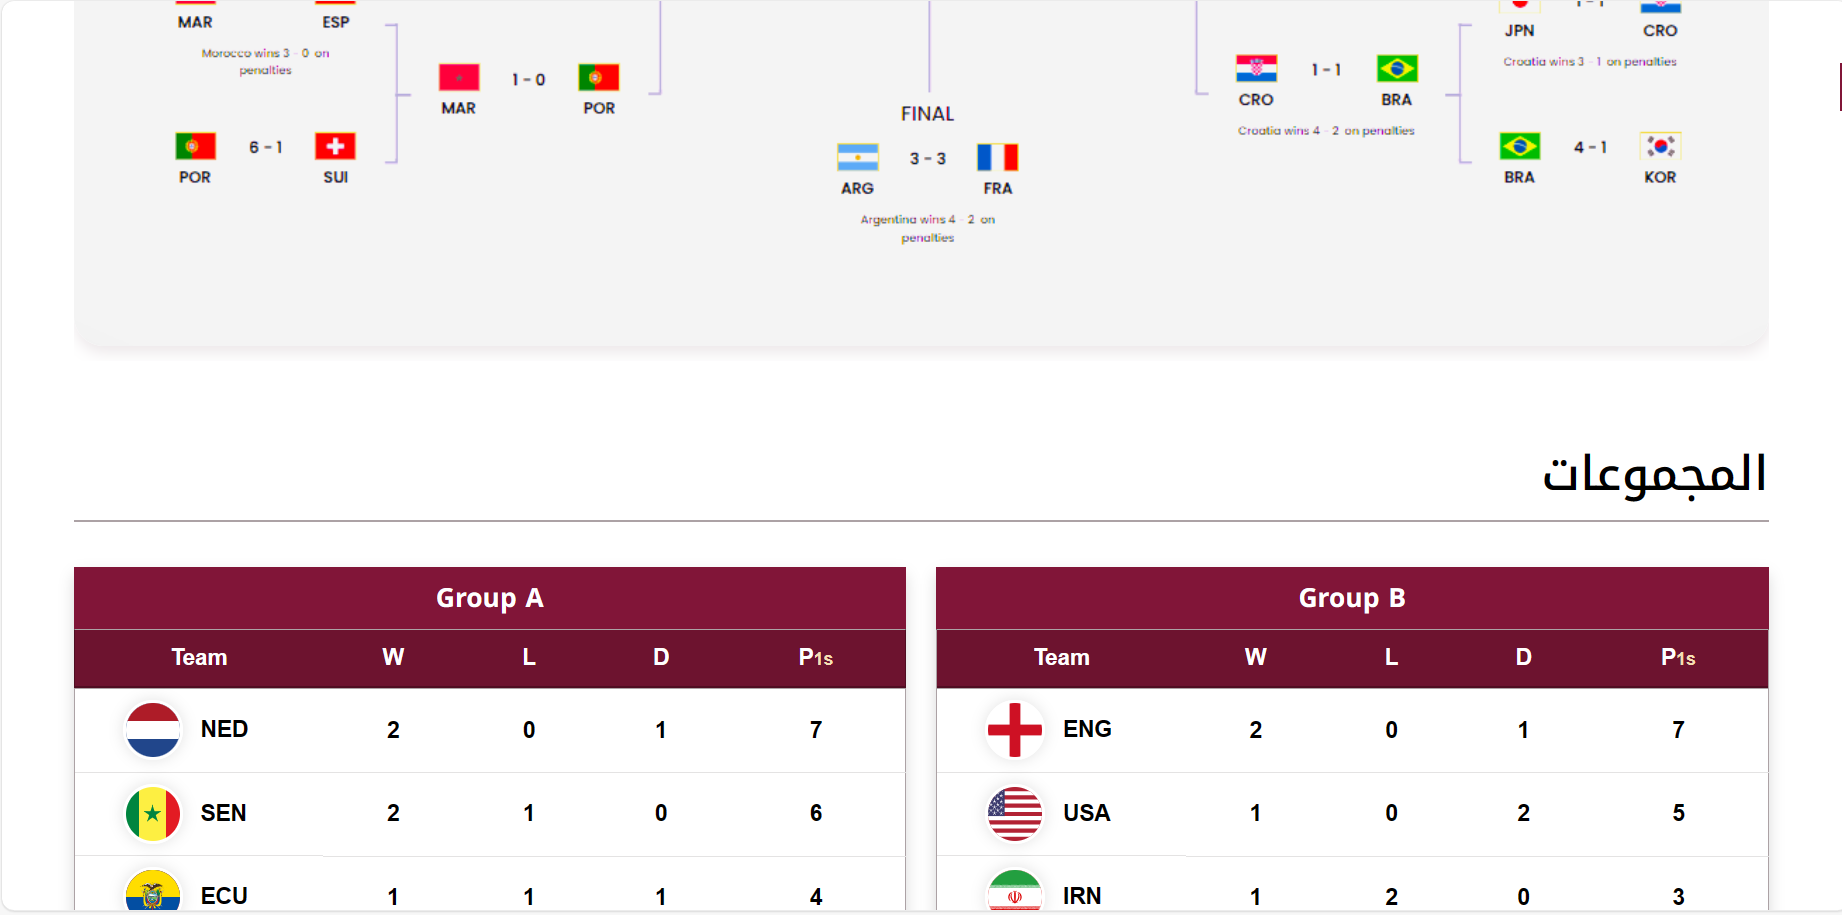 MAR ESP
Morocco wins 3 - 0 on
penalties
MAR 1 - 0 POR
POR 6 - 1 SUI
FINAL
ARG 3 - 3 FRA
Argentina wins 4 - 2 on
penalties
CRO 1 - 1 BRA
Croatia wins 4 - 2 on penalties
JPN 1 - 1 CRO
Croatia wins 3 - 1 on penalties
BRA 4 - 1 KOR
المجموعات
Group A
Team W L D P1s
NED 2 0 1 7
SEN 2 1 0 6
ECU 1 1 1 4
Group B
Team W L D P1s
ENG 2 0 1 7
USA 1 0 2 5
IRN 1 2 0 3